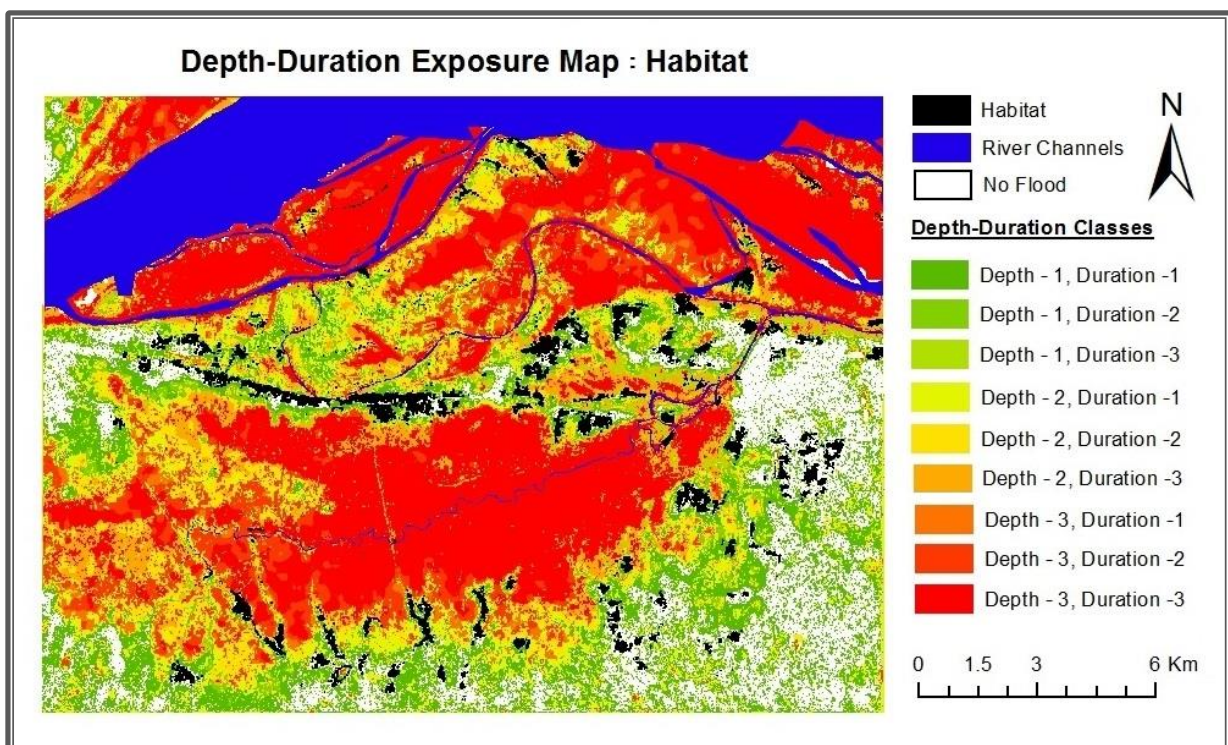 Depth-Duration Exposure Map : Habitat
N
Habitat
River Channels
No Flood
Depth-Duration Classes
Depth - 1, Duration -1
Depth - 1, Duration -2
Depth - 1, Duration -3
Depth - 2, Duration -1
Depth - 2, Duration -2
Depth - 2, Duration -3
Depth - 3, Duration -1
Depth - 3, Duration -2
Depth - 3, Duration -3
0 1.5 3 6 Km